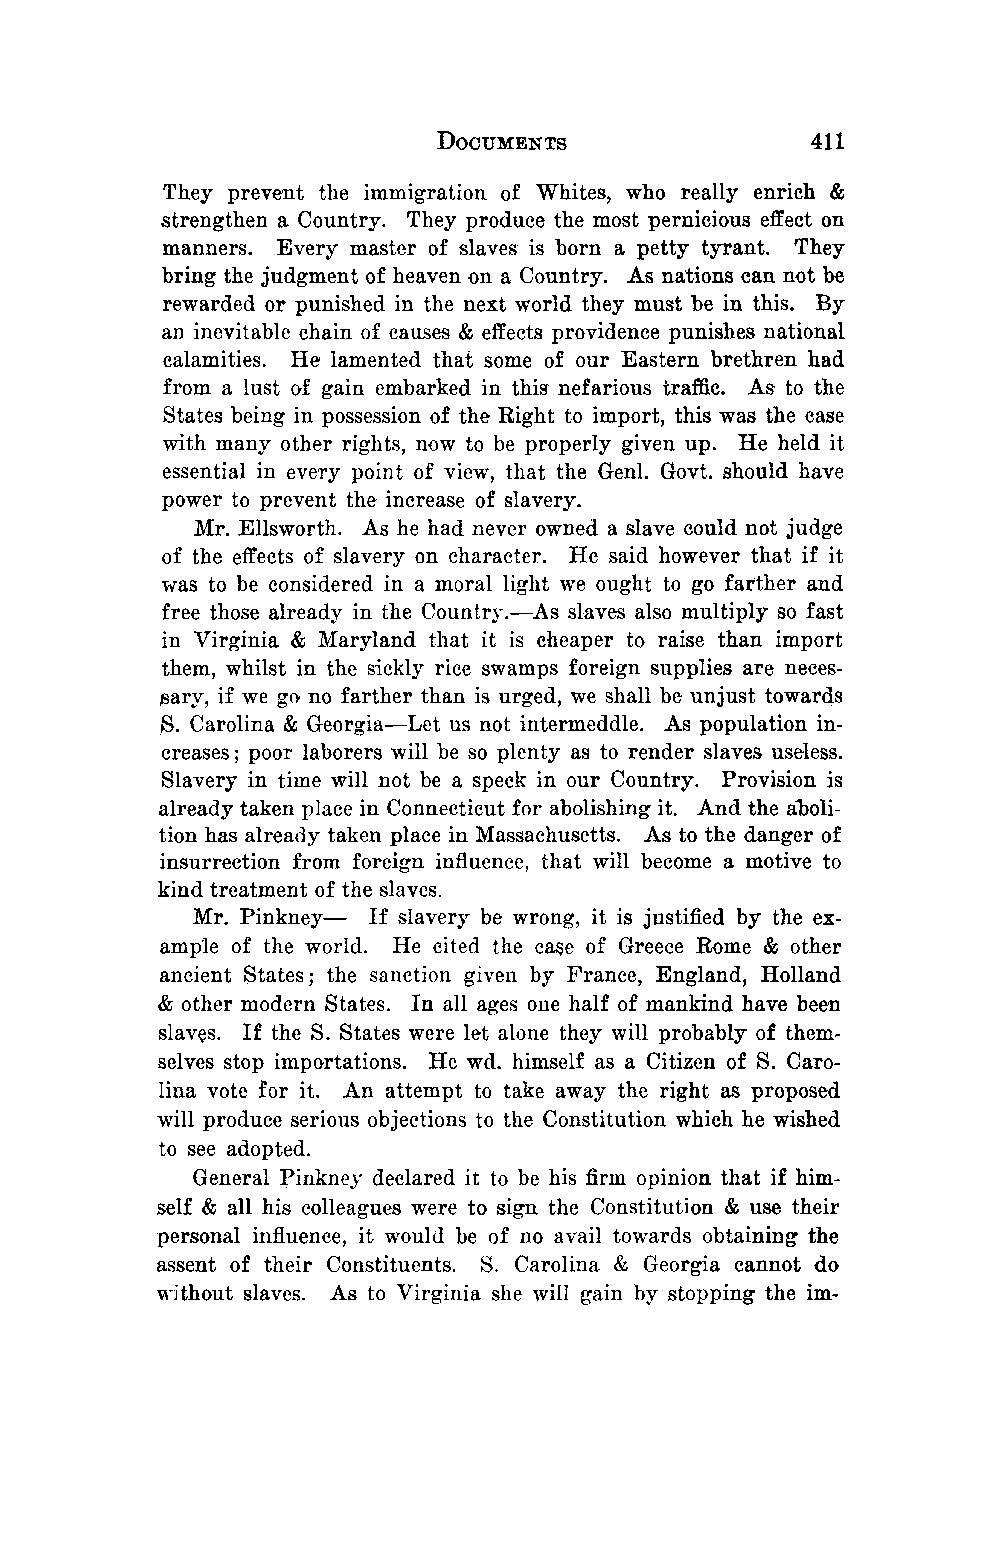 DOCUMENTS 411
They prevent the immigration of Whites, who really enrich &
strengthen a Country. They produce the most pernicious effect on
manners. Every master of slaves is born a petty tyrant. They
bring the judgment of heaven on a Country. As nations can not be
rewarded or punished in the next world they must be in this. By
an inevitable chain of causes & effects providence punishes national
calamities. He lamented that some of our Eastern brethren had
from a lust of gain embarked in this nefarious traffic. As to the
States being in possession of the Right to import, this was the case
with many other rights, now to be properly given up. He held it
essential in every point of view, that the Genl. Govt. should have
power to prevent the increase of slavery.
Mr. Ellsworth. As he had never owned a slave could not judge
of the effects of slavery on character. He said however that if it
was to be considered in a moral light we ought to go farther and
free those already in the Country.—As slaves also multiply so fast
in Virginia & Maryland that it is cheaper to raise than import
them, whilst in the sickly rice swamps foreign supplies are neces-
sary, if we go no farther than is urged, we shall be unjust towards
S. Carolina & Georgia—Let us not intermeddle. As population in-
creases; poor laborers will be so plenty as to render slaves useless.
Slavery in time will not be a speck in our Country. Provision is
already taken place in Connecticut for abolishing it. And the aboli-
tion has already taken place in Massachusetts. As to the danger of
insurrection from foreign influence, that will become a motive to
kind treatment of the slaves.
Mr. Pinkney— If slavery be wrong, it is justified by the ex-
ample of the world. He cited the case of Greece Rome & other
ancient States; the sanction given by France, England, Holland
& other modern States. In all ages one half of mankind have been
slaves. If the S. States were let alone they will probably of them-
selves stop importations. He wd. himself as a Citizen of S. Caro-
lina vote for it. An attempt to take away the right as proposed
will produce serious objections to the Constitution which he wished
to see adopted.
General Pinkney declared it to be his firm opinion that if him-
self & all his colleagues were to sign the Constitution & use their
personal influence, it would be of no avail towards obtaining the
assent of their Constituents. S. Carolina & Georgia cannot do
without slaves. As to Virginia she will gain by stopping the im-